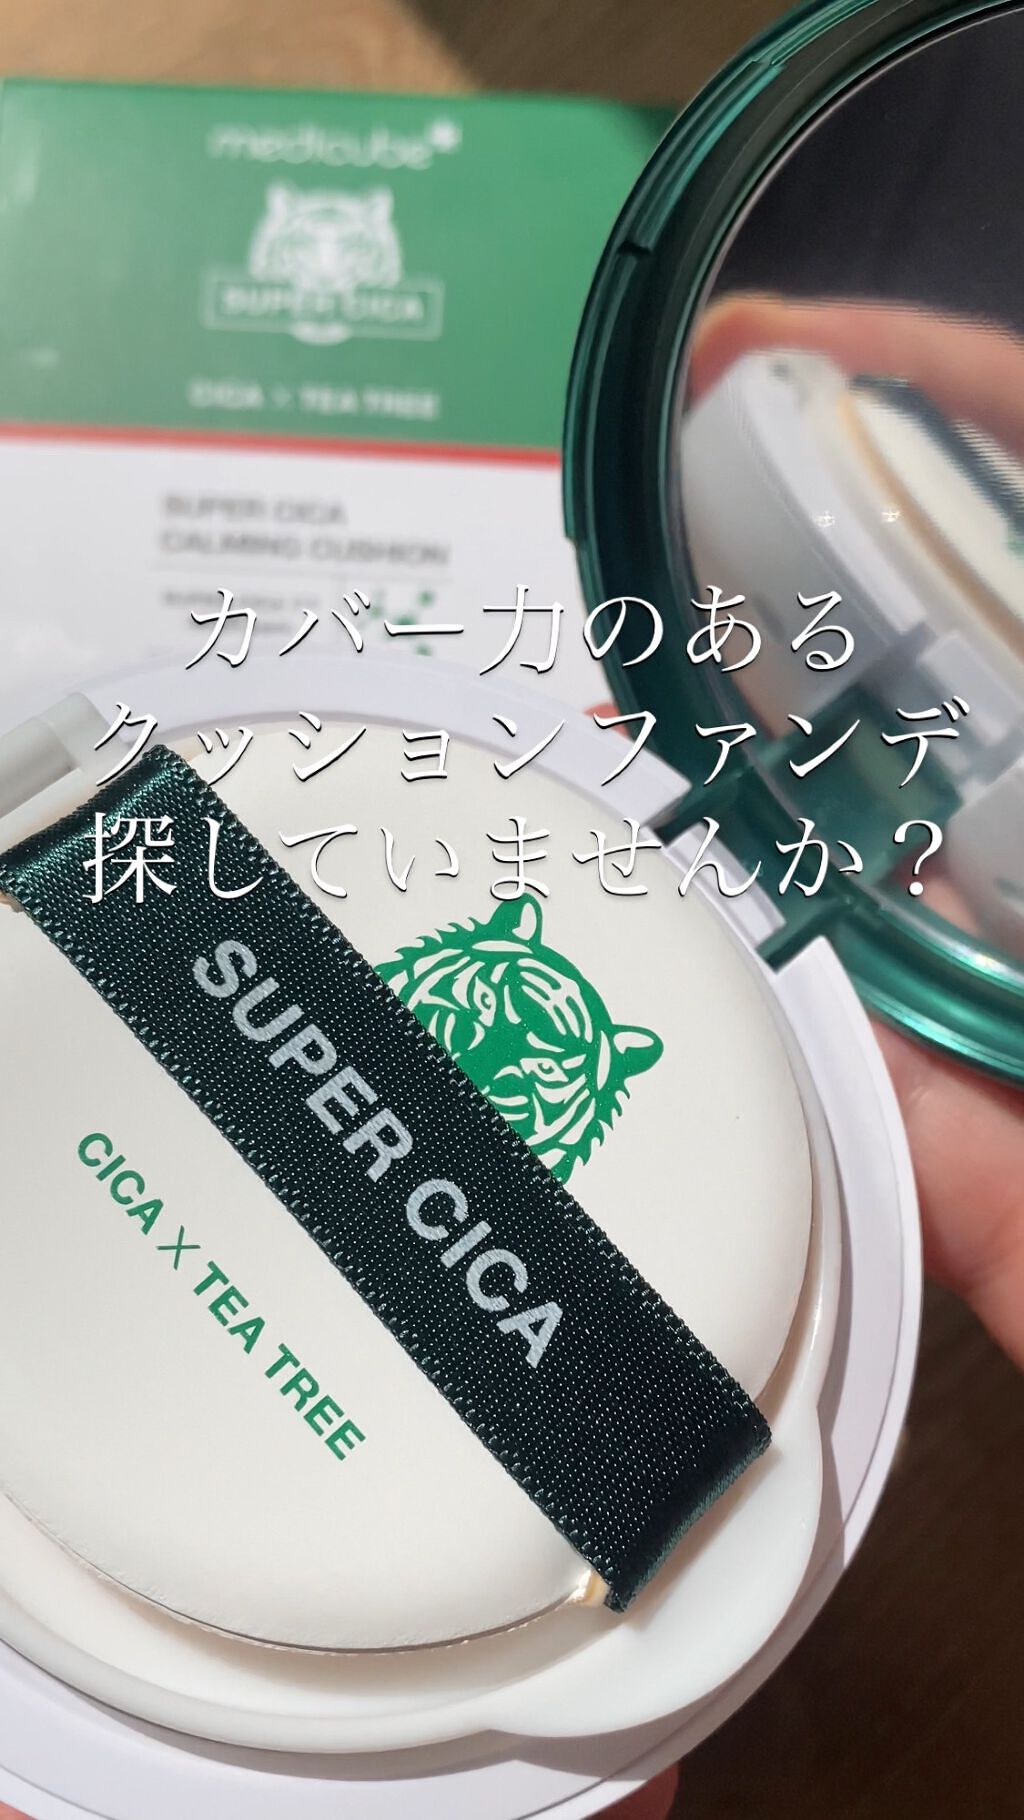 medicube
SUPER CICA
CICA × TEA TREE
SUPER CICA
CALMING CUSHION
カバー力のある
クッションファンデ
探していませんか？
SUPER CICA
CICA × TEA TREE